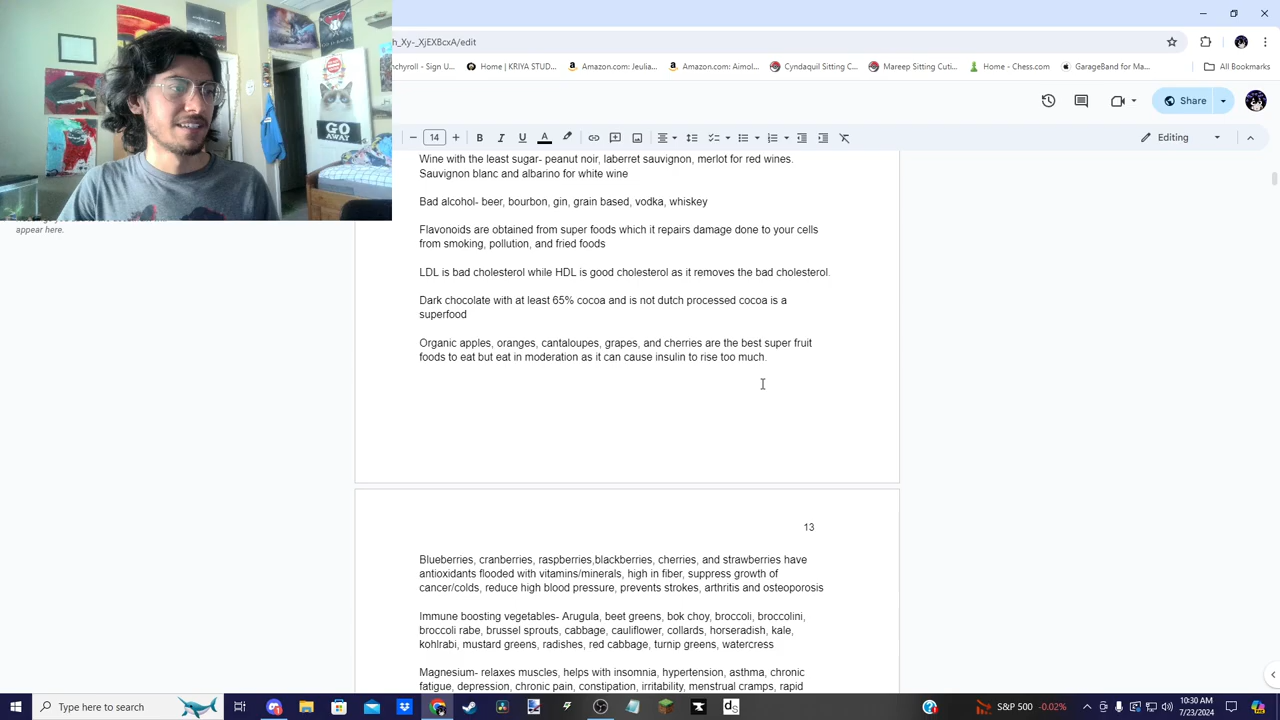 h_Xy-_XjEXBcxA/edit
nchyroll - Sign U...
Home | KRIYA STUD...
Amazon.com: Jeulia...
Amazon.com: Aimol...
Cyndaquil Sitting C...
Mareep Sitting Cuti...
Home - Chess.com
GarageBand for Ma...
All Bookmarks
GO
AWAY
Share
14
Editing
appear here.
Wine with the least sugar- peanut noir, laberret sauvignon, merlot for red wines.
Sauvignon blanc and albarino for white wine
Bad alcohol- beer, bourbon, gin, grain based, vodka, whiskey
Flavonoids are obtained from super foods which it repairs damage done to your cells
from smoking, pollution, and fried foods
LDL is bad cholesterol while HDL is good cholesterol as it removes the bad cholesterol.
Dark chocolate with at least 65% cocoa and is not dutch processed cocoa is a
superfood
Organic apples, oranges, cantaloupes, grapes, and cherries are the best super fruit
foods to eat but eat in moderation as it can cause insulin to rise too much.
13
Blueberries, cranberries, raspberries,blackberries, cherries, and strawberries have
antioxidants flooded with vitamins/minerals, high in fiber, suppress growth of
cancer/colds, reduce high blood pressure, prevents strokes, arthritis and osteoporosis
Immune boosting vegetables- Arugula, beet greens, bok choy, broccoli, broccolini,
broccoli rabe, brussel sprouts, cabbage, cauliflower, collards, horseradish, kale,
kohlrabi, mustard greens, radishes, red cabbage, turnip greens, watercress
Magnesium- relaxes muscles, helps with insomnia, hypertension, asthma, chronic
fatigue, depression, chronic pain, constipation, irritability, menstrual cramps, rapid
Type here to search
S&P 500 -0.02%
10:30 AM
7/23/2024